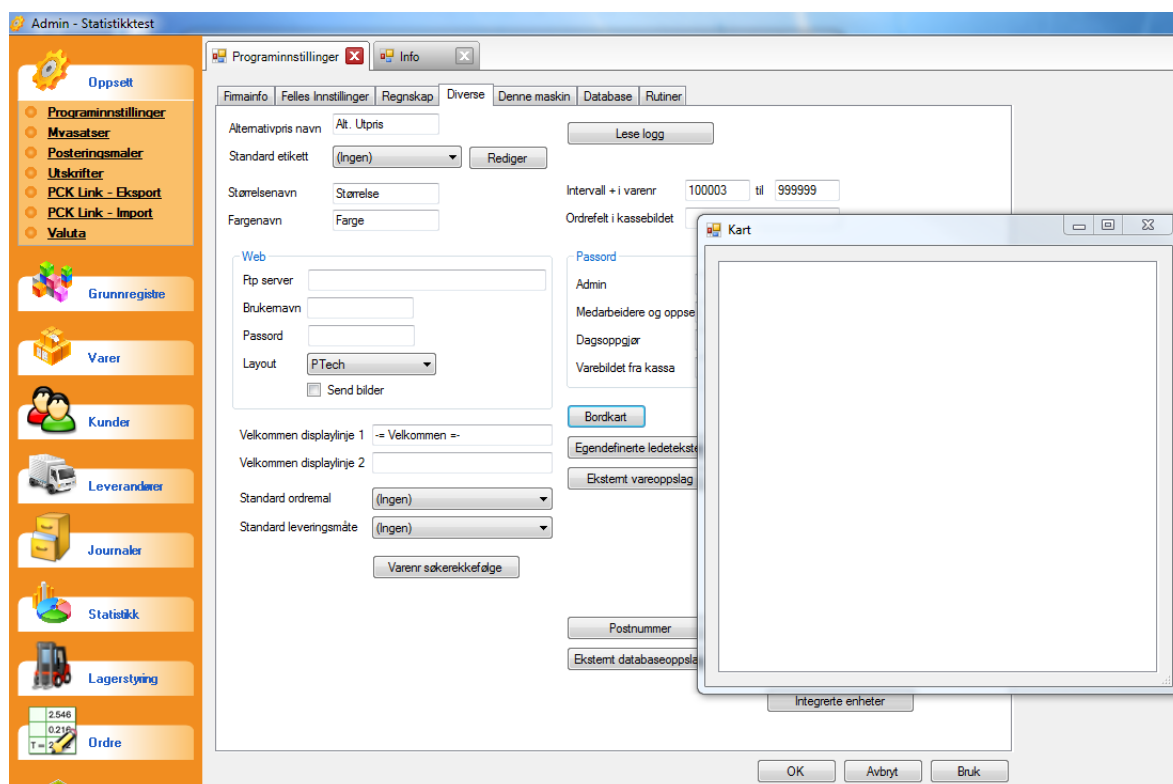 Admin - Statistikktest
Oppsett
Programinnstillinger
Mvasatser
Posteringsmaler
Utskrifter
PCK Link - Eksport
PCK Link - Import
Valuta
Grunnregistre
Varer
Kunder
Leverandører
Journaler
Statistikk
Lagerstyring
2.546
0.216
T = 2
Ordre
Programinnstillinger
Info
Firmainfo
Felles Innstillinger
Regnskap
Diverse
Denne maskin
Database
Rutiner
Alternativpris navn
Alt. Utpris
Standard etikett
(Ingen)
Rediger
Størrelsenavn
Størrelse
Fargenavn
Farge
Web
Ftp server
Brukernavn
Passord
Layout
PTech
Send bilder
Velkommen displaylinje 1
-= Velkommen =-
Velkommen displaylinje 2
Standard ordremal
(Ingen)
Standard leveringsmåte
(Ingen)
Varenr søkerekkefølge
Lese logg
Intervall + i varenr
100003
til
999999
Ordrefelt i kassebildet
Passord
Admin
Medarbeidere og oppse
Dagsoppgjør
Varebildet fra kassa
Bordkart
Egendefinerte ledetekste
Eksternt vareoppslag
Postnummer
Eksternt databaseoppsla
Integrerte enheter
Kart
OK
Avbryt
Bruk